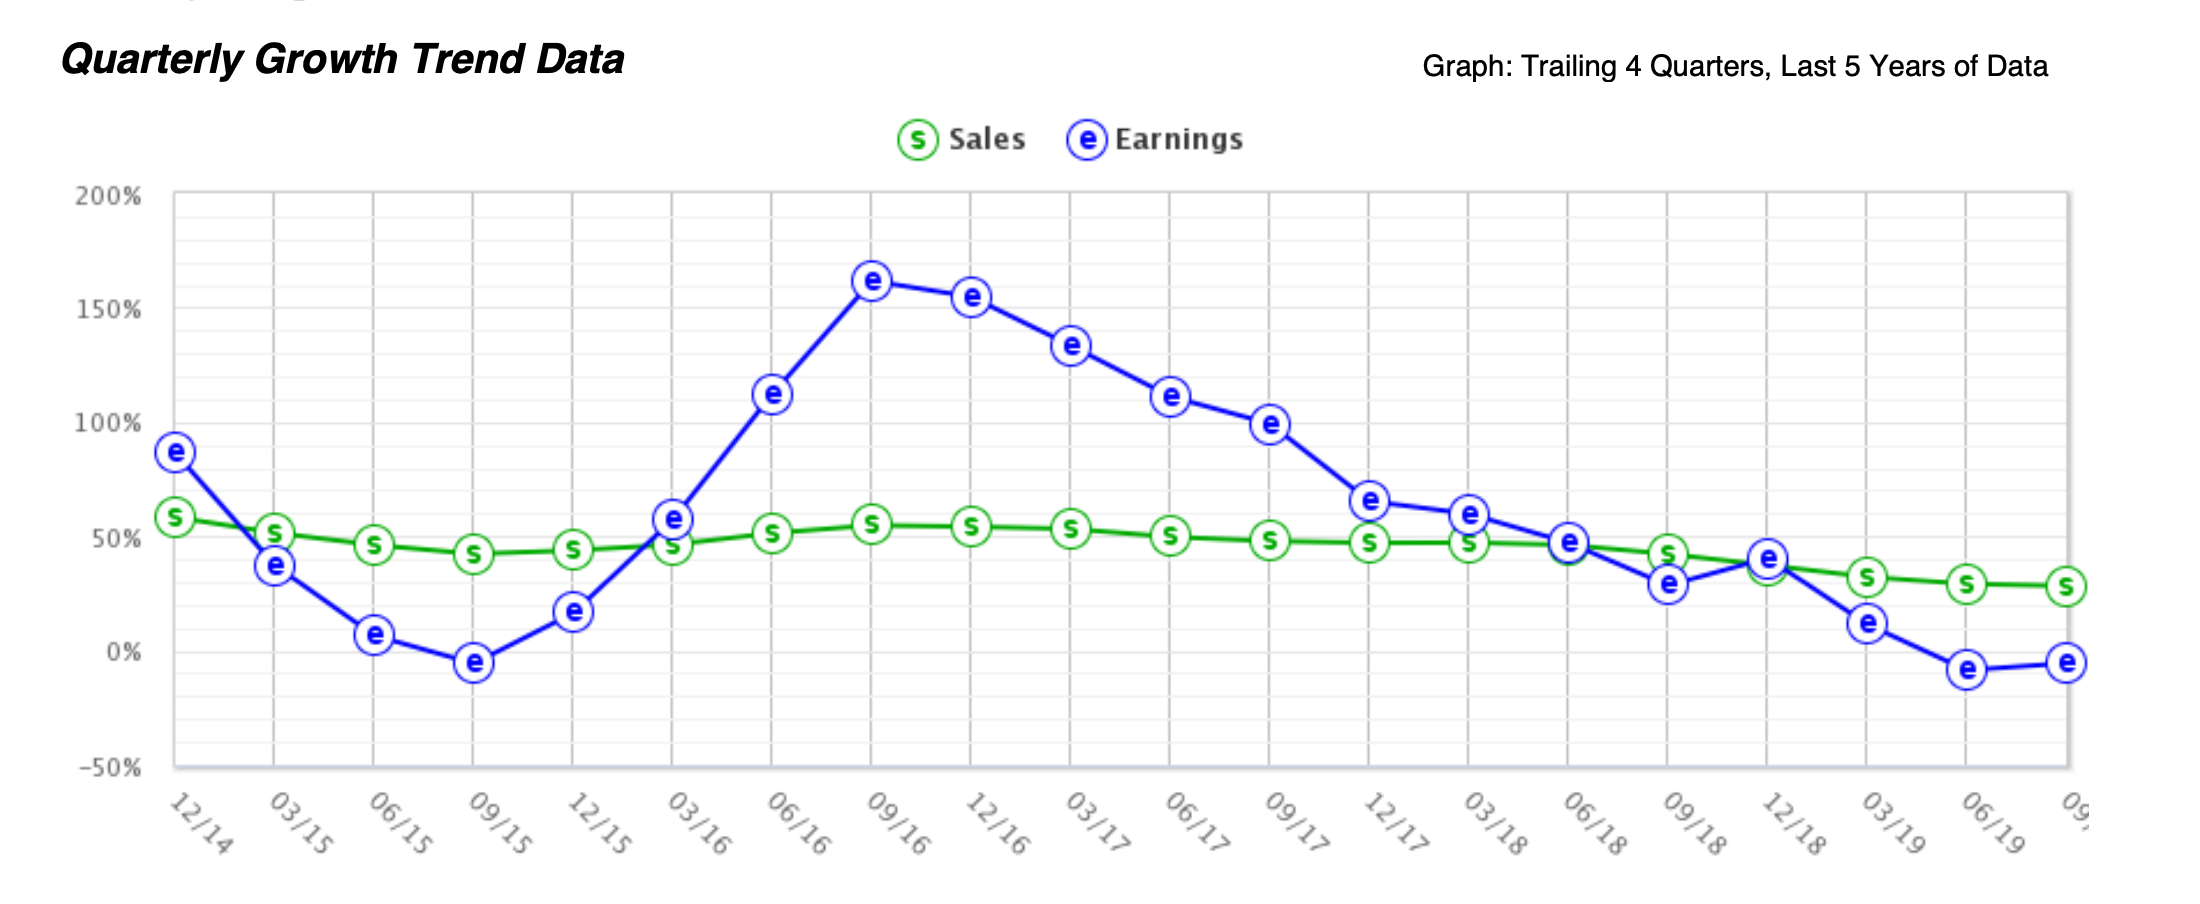 Quarterly Growth Trend Data
Graph: Trailing 4 Quarters, Last 5 Years of Data
s Sales e Earnings
200%
150%
100%
50%
0%
-50%
12/14 03/15 06/15 09/15 12/15 03/16 06/16 09/16 12/16 03/17 06/17 09/17 12/17 03/18 06/18 09/18 12/18 03/19 06/19 09/